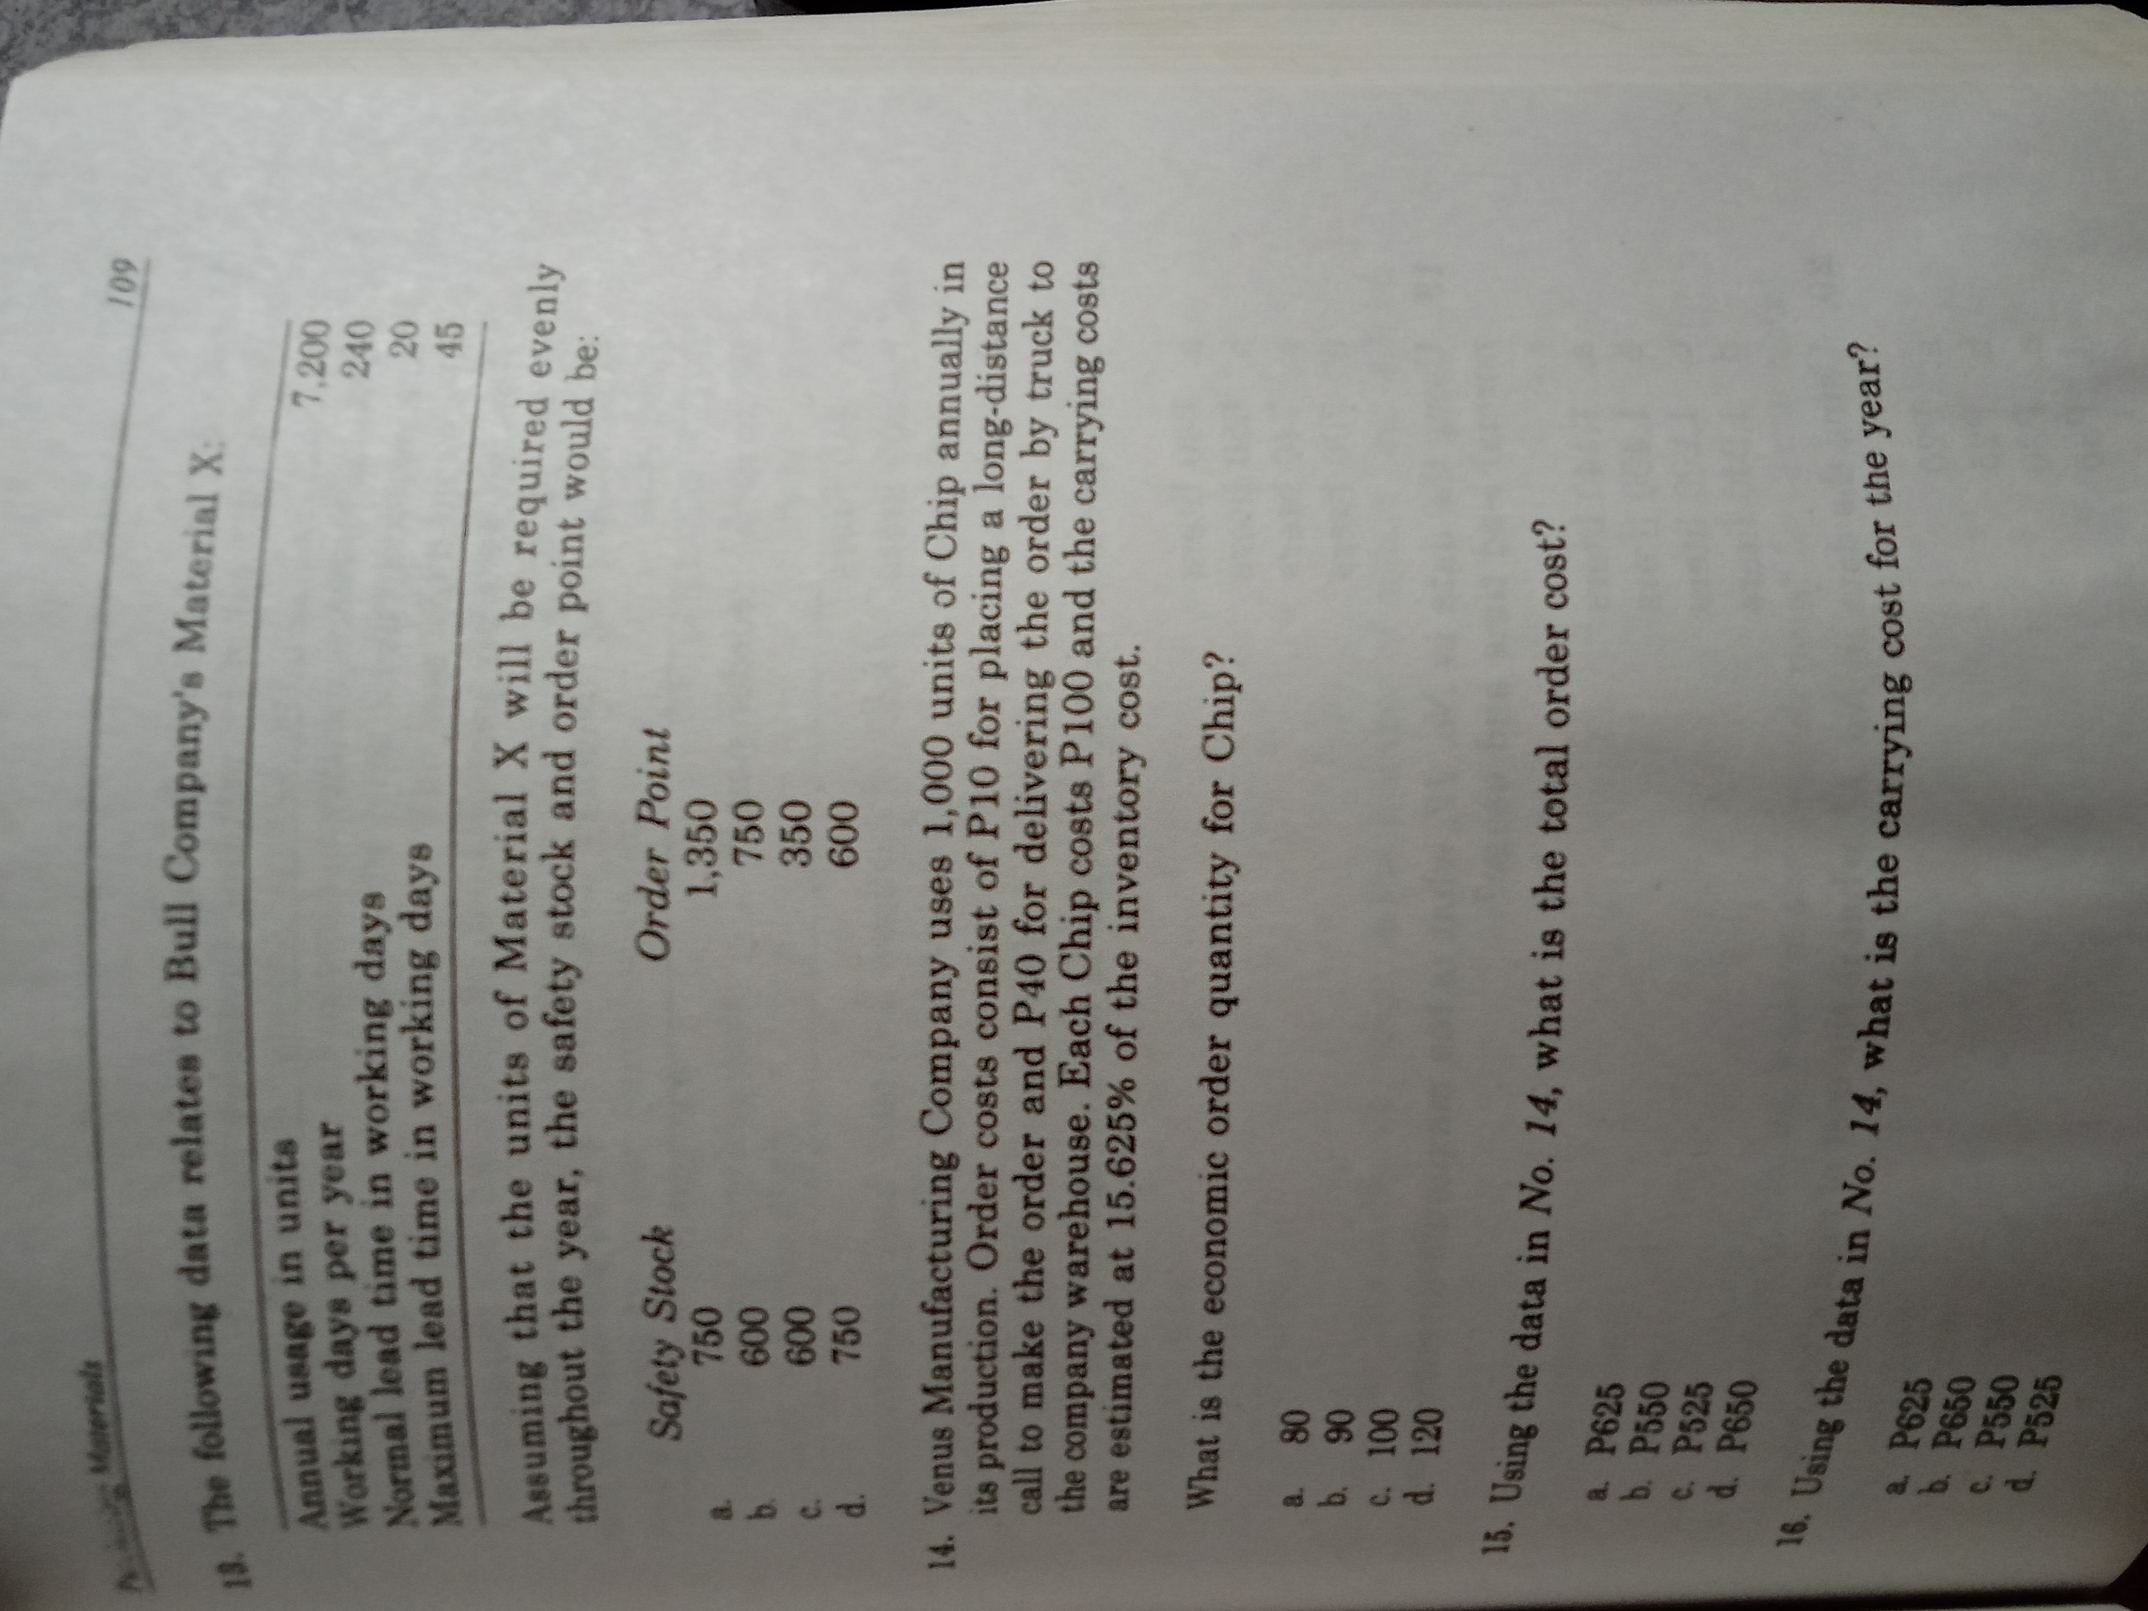 Materials 109
13. The following data relates to Bull Company's Material X:
Annual usage in units 7,200
Working days per year 240
Normal lead time in working days 20
Maximum lead time in working days 45
Assuming that the units of Material X will be required evenly
throughout the year, the safety stock and order point would be:
Safety Stock Order Point
a. 750 1,350
b. 600 750
c. 600 350
d. 750 600
14. Venus Manufacturing Company uses 1,000 units of Chip annually in
its production. Order costs consist of P10 for placing a long-distance
call to make the order and P40 for delivering the order by truck to
the company warehouse. Each Chip costs P100 and the carrying costs
are estimated at 15.625% of the inventory cost.
What is the economic order quantity for Chip?
a. 80
b. 90
c. 100
d. 120
15. Using the data in No. 14, what is the total order cost?
a. P625
b. P550
c. P525
d. P650
16. Using the data in No. 14, what is the carrying cost for the year?
a. P625
b. P650
c. P550
d. P525